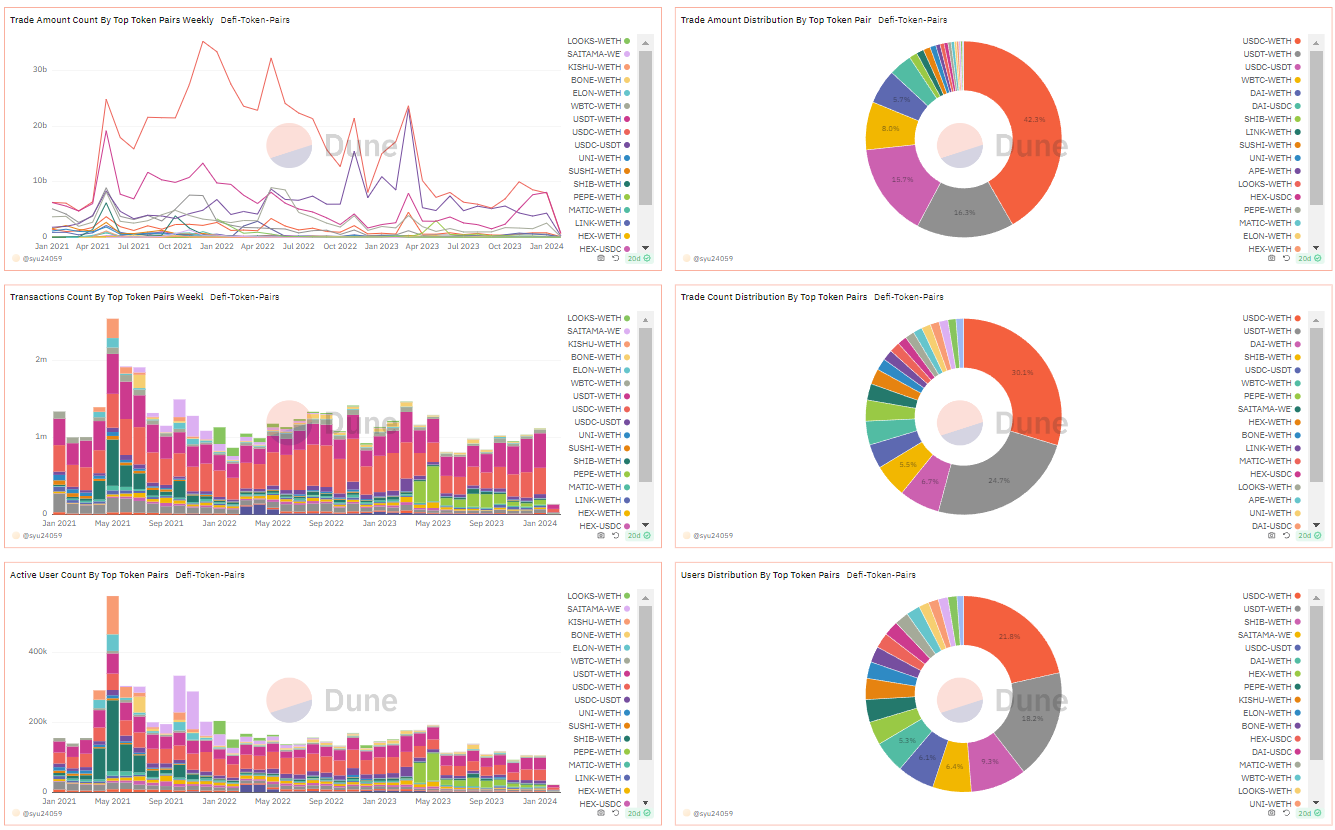 Trade Amount Count By Top Token Pairs Weekly Defi-Token-Pairs
30b
20b
10b
0
Jan 2021 Apr 2021 Jul 2021 Oct 2021 Jan 2022 Apr 2022 Jul 2022 Oct 2022 Jan 2023 Apr 2023 Jul 2023 Oct 2023 Jan 2024
Dune
LOOKS-WETH
SAITAMA-WE
KISHU-WETH
BONE-WETH
ELON-WETH
WBTC-WETH
USDT-WETH
USDC-WETH
USDC-USDT
UNI-WETH
SUSHI-WETH
SHIB-WETH
PEPE-WETH
MATIC-WETH
LINK-WETH
HEX-WETH
HEX-USDC
@syu24059
20d
Trade Amount Distribution By Top Token Pair Defi-Token-Pairs
42.3%
16.3%
15.7%
8.0%
5.7%
Dune
USDC-WETH
USDT-WETH
USDC-USDT
WBTC-WETH
DAI-WETH
DAI-USDC
SHIB-WETH
LINK-WETH
SUSHI-WETH
UNI-WETH
APE-WETH
LOOKS-WETH
HEX-USDC
PEPE-WETH
MATIC-WETH
ELON-WETH
HEX-WETH
@syu24059
20d
Transactions Count By Top Token Pairs Weekl Defi-Token-Pairs
2m
1m
0
Jan 2021 May 2021 Sep 2021 Jan 2022 May 2022 Sep 2022 Jan 2023 May 2023 Sep 2023 Jan 2024
Dune
LOOKS-WETH
SAITAMA-WE
KISHU-WETH
BONE-WETH
ELON-WETH
WBTC-WETH
USDT-WETH
USDC-WETH
USDC-USDT
UNI-WETH
SUSHI-WETH
SHIB-WETH
PEPE-WETH
MATIC-WETH
LINK-WETH
HEX-WETH
HEX-USDC
@syu24059
20d
Trade Count Distribution By Top Token Pairs Defi-Token-Pairs
30.1%
24.7%
6.7%
5.5%
Dune
USDC-WETH
USDT-WETH
DAI-WETH
SHIB-WETH
USDC-USDT
WBTC-WETH
PEPE-WETH
SAITAMA-WE
HEX-WETH
BONE-WETH
LINK-WETH
MATIC-WETH
HEX-USDC
LOOKS-WETH
APE-WETH
UNI-WETH
DAI-USDC
@syu24059
20d
Active User Count By Top Token Pairs Defi-Token-Pairs
400k
200k
0
Jan 2021 May 2021 Sep 2021 Jan 2022 May 2022 Sep 2022 Jan 2023 May 2023 Sep 2023 Jan 2024
Dune
LOOKS-WETH
SAITAMA-WE
KISHU-WETH
BONE-WETH
ELON-WETH
WBTC-WETH
USDT-WETH
USDC-WETH
USDC-USDT
UNI-WETH
SUSHI-WETH
SHIB-WETH
PEPE-WETH
MATIC-WETH
LINK-WETH
HEX-WETH
HEX-USDC
@syu24059
20d
Users Distribution By Top Token Pairs Defi-Token-Pairs
21.8%
18.2%
9.3%
6.4%
6.1%
5.3%
Dune
USDC-WETH
USDT-WETH
SHIB-WETH
SAITAMA-WE
USDC-USDT
DAI-WETH
HEX-WETH
PEPE-WETH
KISHU-WETH
ELON-WETH
BONE-WETH
HEX-USDC
DAI-USDC
MATIC-WETH
WBTC-WETH
LOOKS-WETH
UNI-WETH
@syu24059
20d